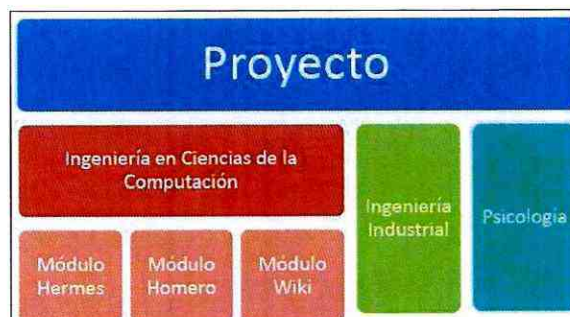 Proyecto
Ingeniería en Ciencias de la
Computación
Ingeniería
Industrial
Psicología
Módulo
Hermes
Módulo
Homero
Módulo
Wiki